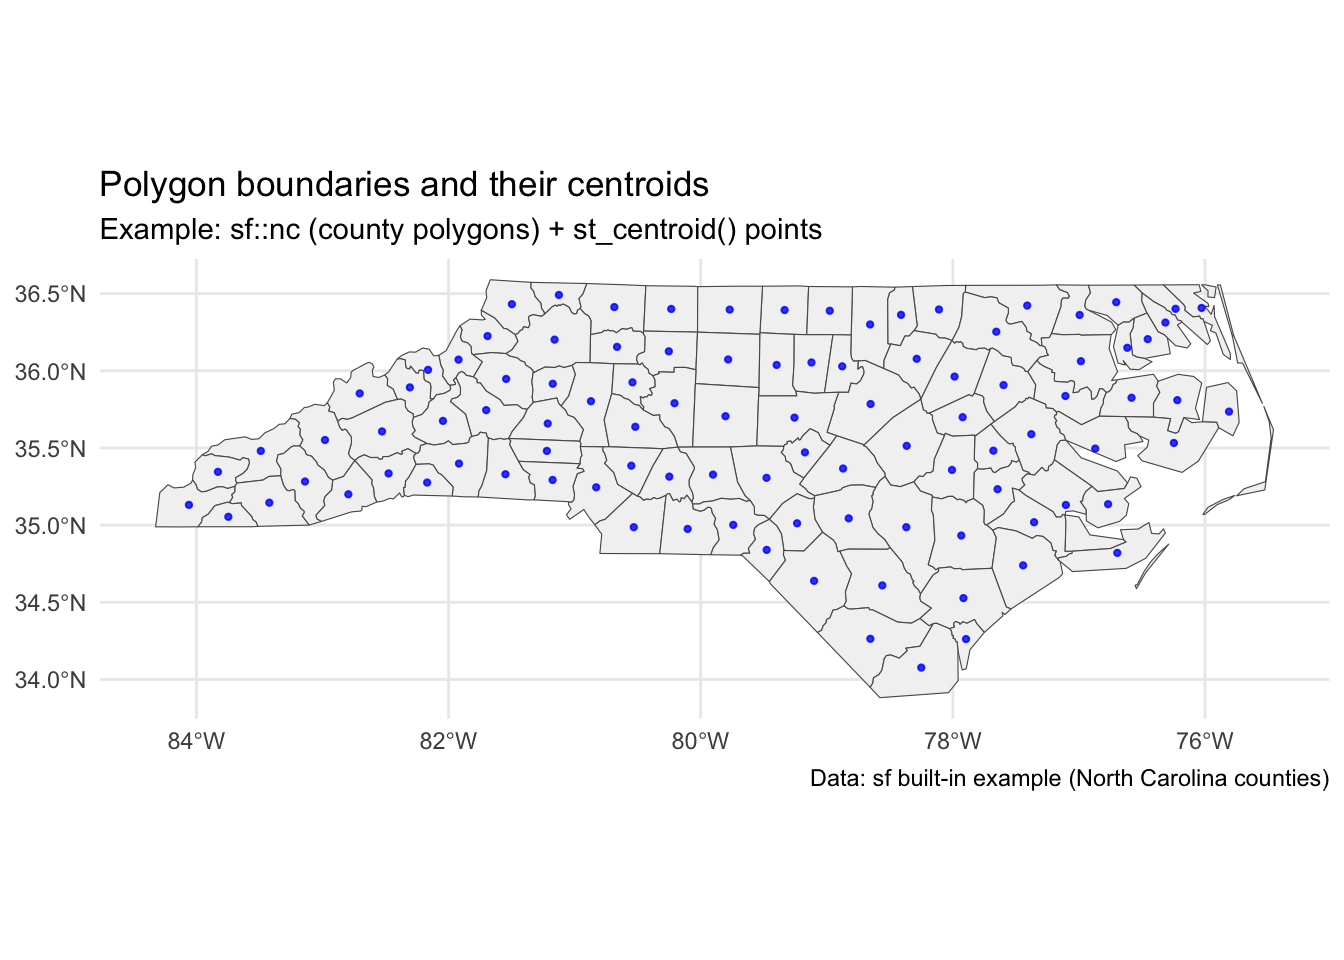 Polygon boundaries and their centroids
Example: sf::nc (county polygons) + st_centroid() points
36.5°N
36.0°N
35.5°N
35.0°N
34.5°N
34.0°N
84°W 82°W 80°W 78°W 76°W
Data: sf built-in example (North Carolina counties)